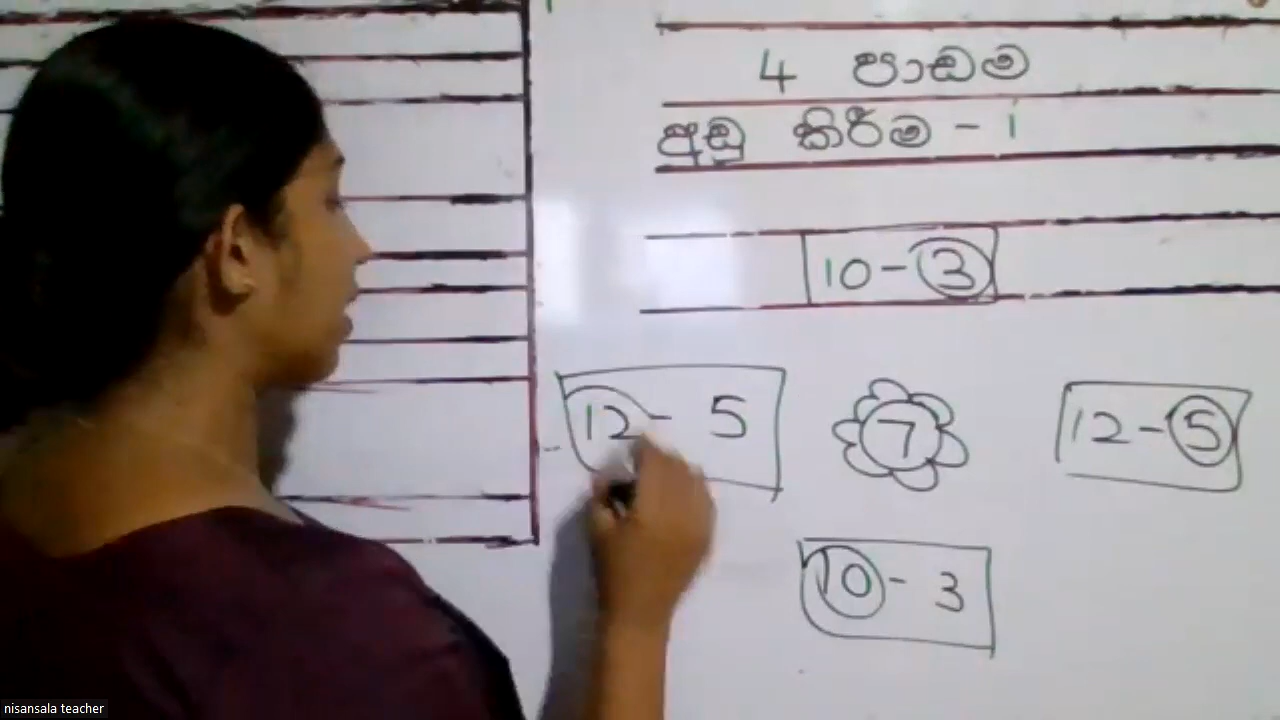 4 පාඩම
අඩු කිරීම - 1
10 - 3
12 - 5
7
12 - 5
10 - 3
nisansala teacher